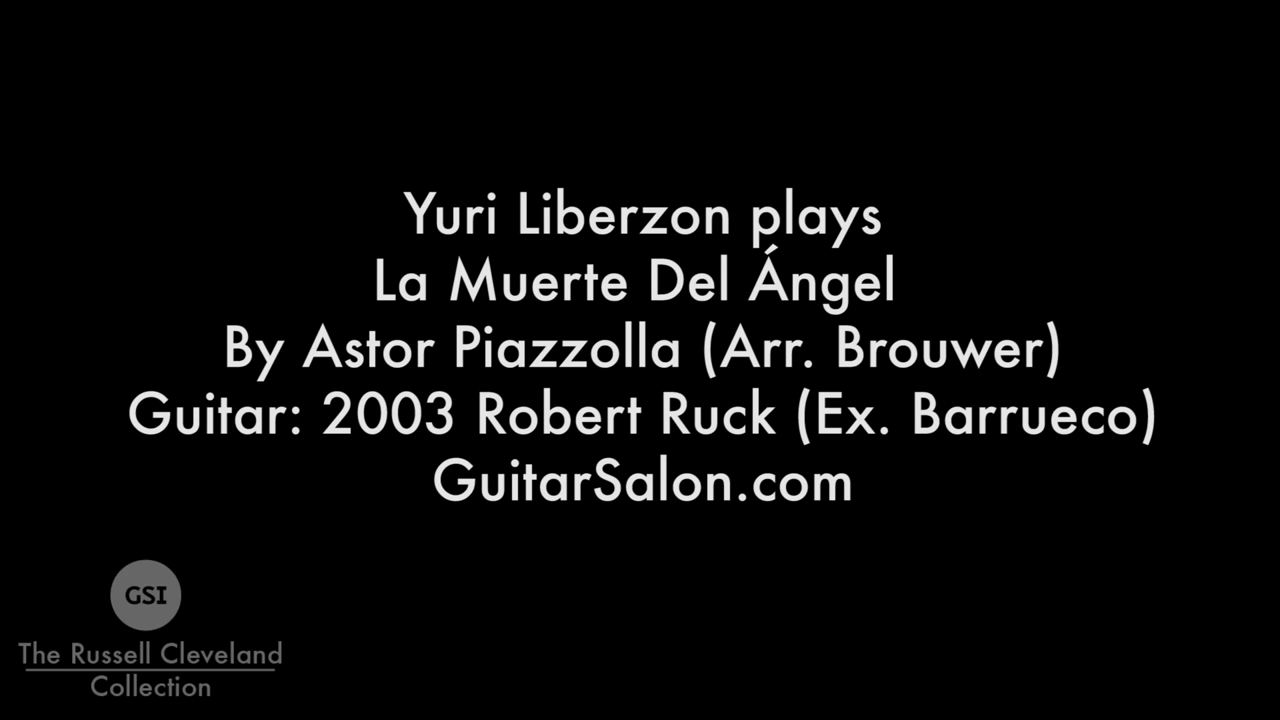 Yuri Liberzon plays
La Muerte Del Ángel
By Astor Piazzolla (Arr. Brouwer)
Guitar: 2003 Robert Ruck (Ex. Barrueco)
GuitarSalon.com
GSI
The Russell Cleveland
Collection